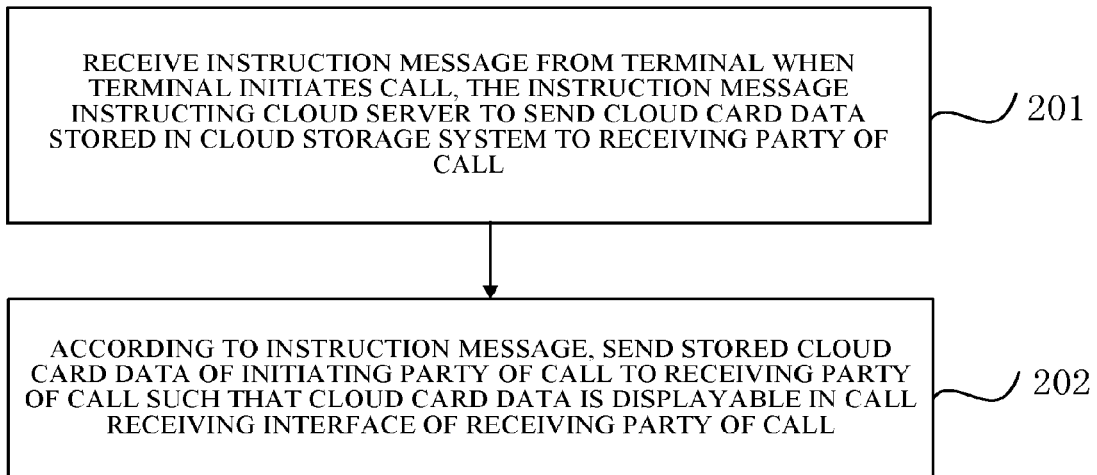 RECEIVE INSTRUCTION MESSAGE FROM TERMINAL WHEN
TERMINAL INITIATES CALL, THE INSTRUCTION MESSAGE
INSTRUCTING CLOUD SERVER TO SEND CLOUD CARD DATA
STORED IN CLOUD STORAGE SYSTEM TO RECEIVING PARTY OF
CALL
201
ACCORDING TO INSTRUCTION MESSAGE, SEND STORED CLOUD
CARD DATA OF INITIATING PARTY OF CALL TO RECEIVING PARTY
OF CALL SUCH THAT CLOUD CARD DATA IS DISPLAYABLE IN CALL
RECEIVING INTERFACE OF RECEIVING PARTY OF CALL
202